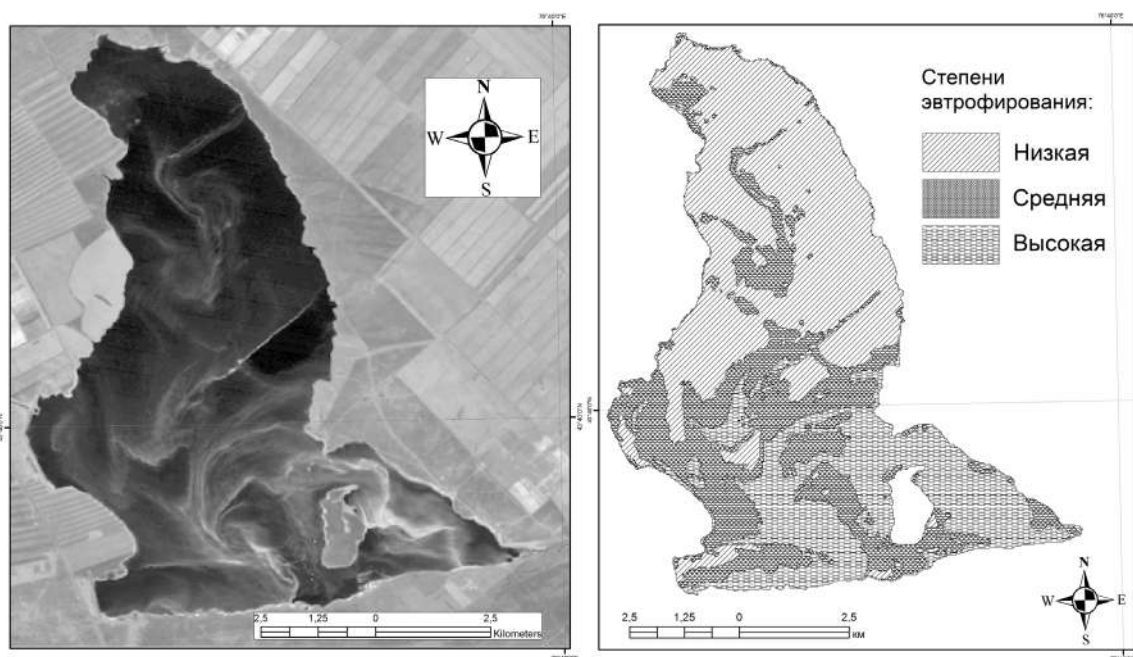 N
W
E
S
2,5
1,25
0
2,5
Kilometers
Степени
эвтрофирования:
Низкая
Средняя
Высокая
2,5
1,25
0
2,5
км
N
W
E
S